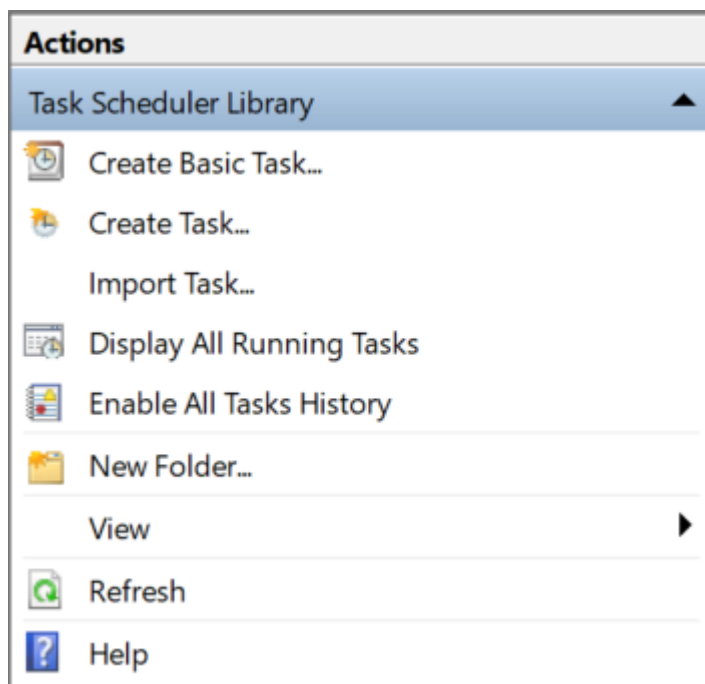 Actions
Task Scheduler Library
Create Basic Task...
Create Task...
Import Task...
Display All Running Tasks
Enable All Tasks History
New Folder...
View
Refresh
Help